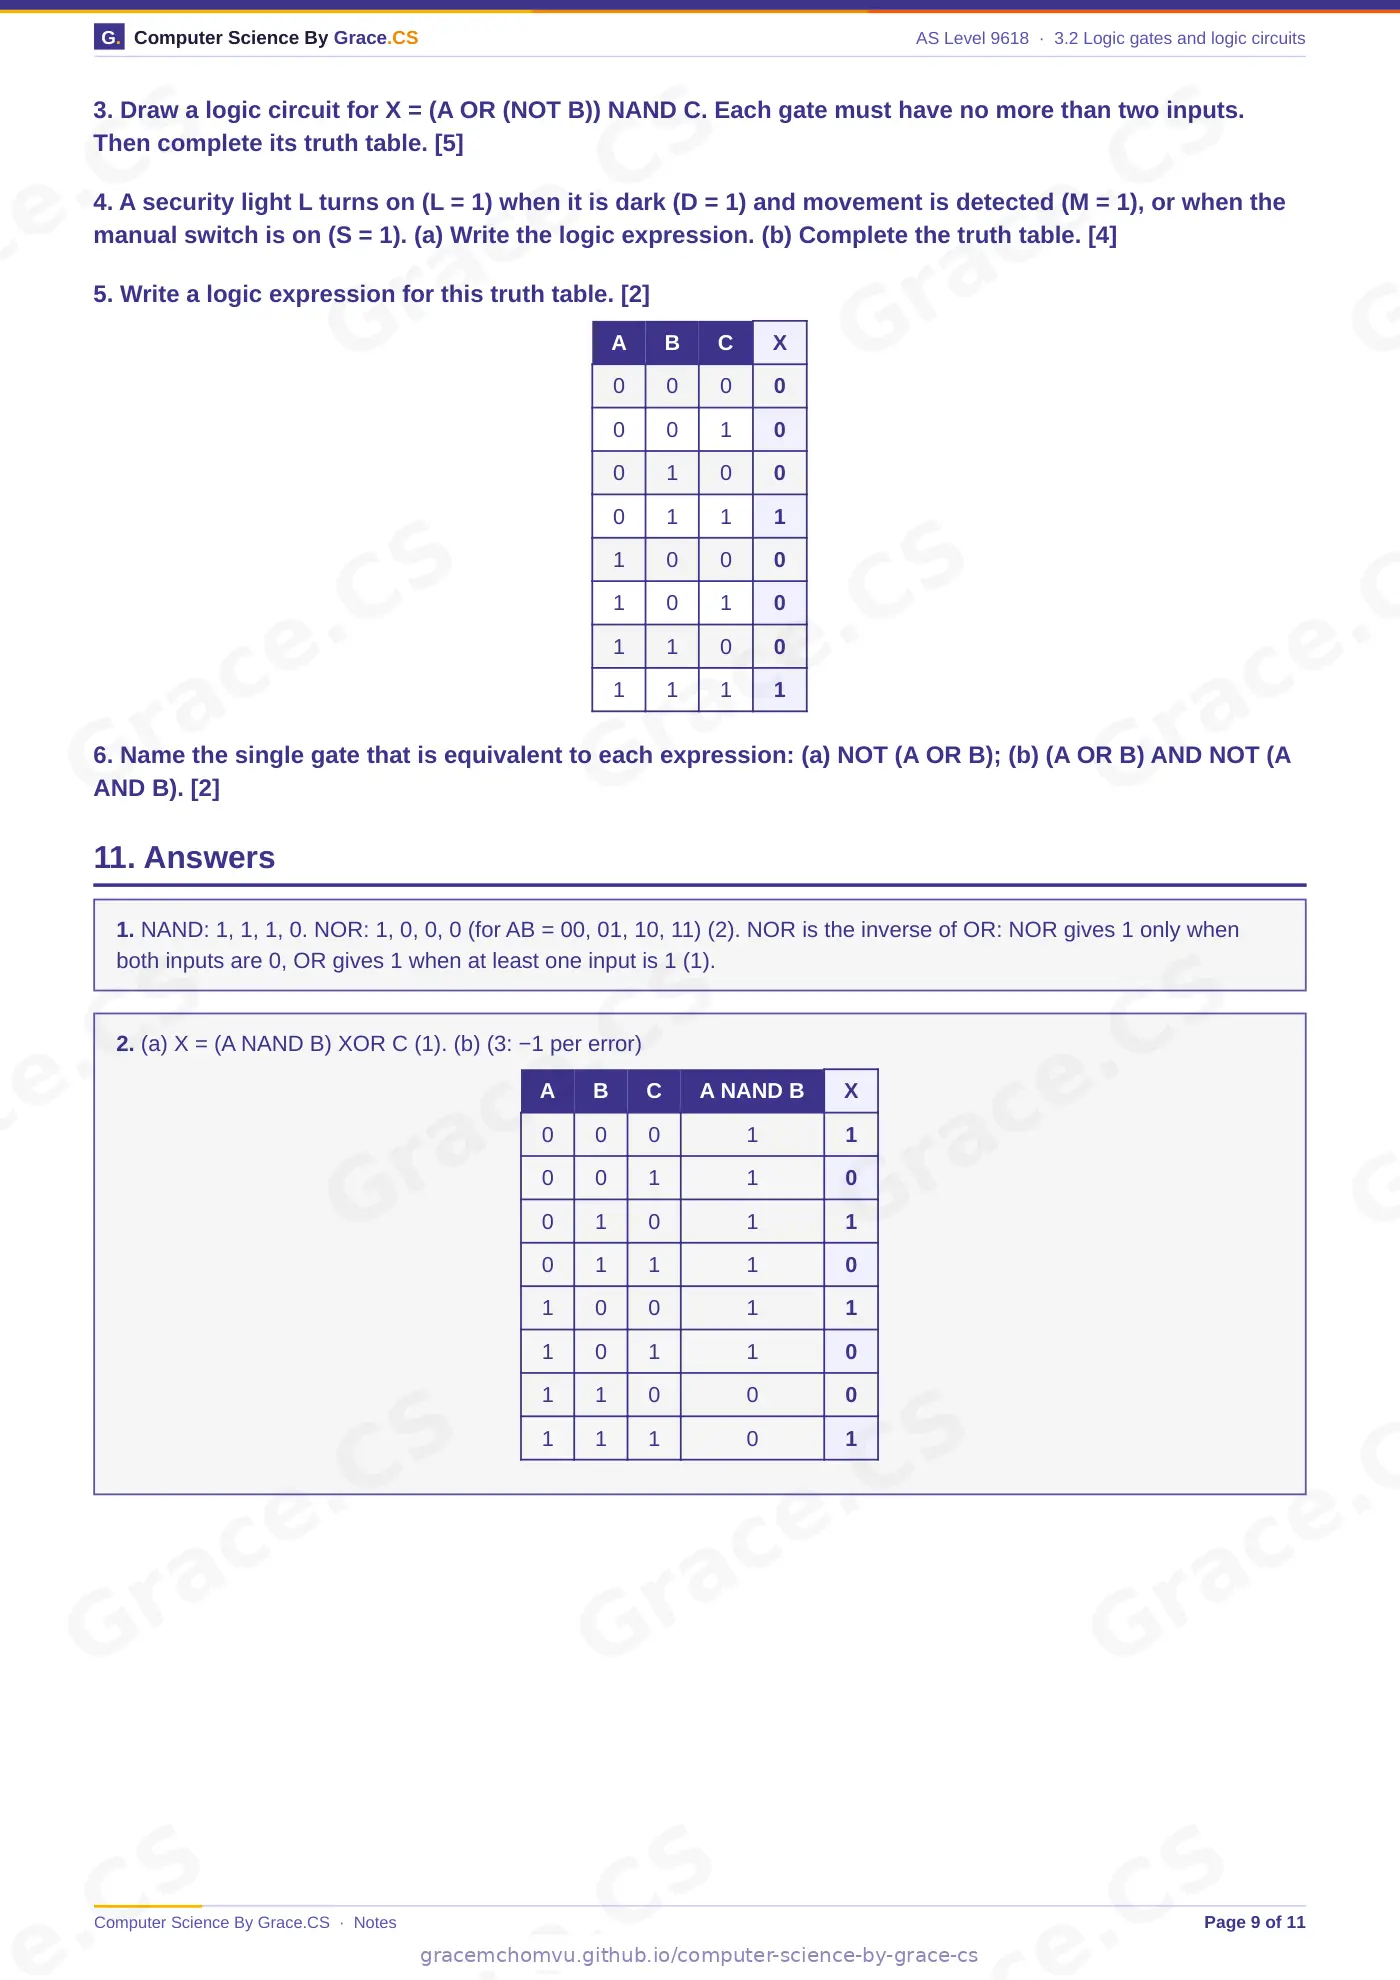 G. Computer Science By Grace.CS
AS Level 9618 · 3.2 Logic gates and logic circuits
3. Draw a logic circuit for X = (A OR (NOT B)) NAND C. Each gate must have no more than two inputs.
Then complete its truth table. [5]
4. A security light L turns on (L = 1) when it is dark (D = 1) and movement is detected (M = 1), or when the
manual switch is on (S = 1). (a) Write the logic expression. (b) Complete the truth table. [4]
5. Write a logic expression for this truth table. [2]
A B C X
0 0 0 0
0 0 1 0
0 1 0 0
0 1 1 1
1 0 0 0
1 0 1 0
1 1 0 0
1 1 1 1
6. Name the single gate that is equivalent to each expression: (a) NOT (A OR B); (b) (A OR B) AND NOT (A
AND B). [2]
11. Answers
1. NAND: 1, 1, 1, 0. NOR: 1, 0, 0, 0 (for AB = 00, 01, 10, 11) (2). NOR is the inverse of OR: NOR gives 1 only when
both inputs are 0, OR gives 1 when at least one input is 1 (1).
2. (a) X = (A NAND B) XOR C (1). (b) (3: −1 per error)
A B C A NAND B X
0 0 0 1 1
0 0 1 1 0
0 1 0 1 1
0 1 1 1 0
1 0 0 1 1
1 0 1 1 0
1 1 0 0 0
1 1 1 0 1
Computer Science By Grace.CS · Notes
Page 9 of 11
gracemchomvu.github.io/computer-science-by-grace-cs